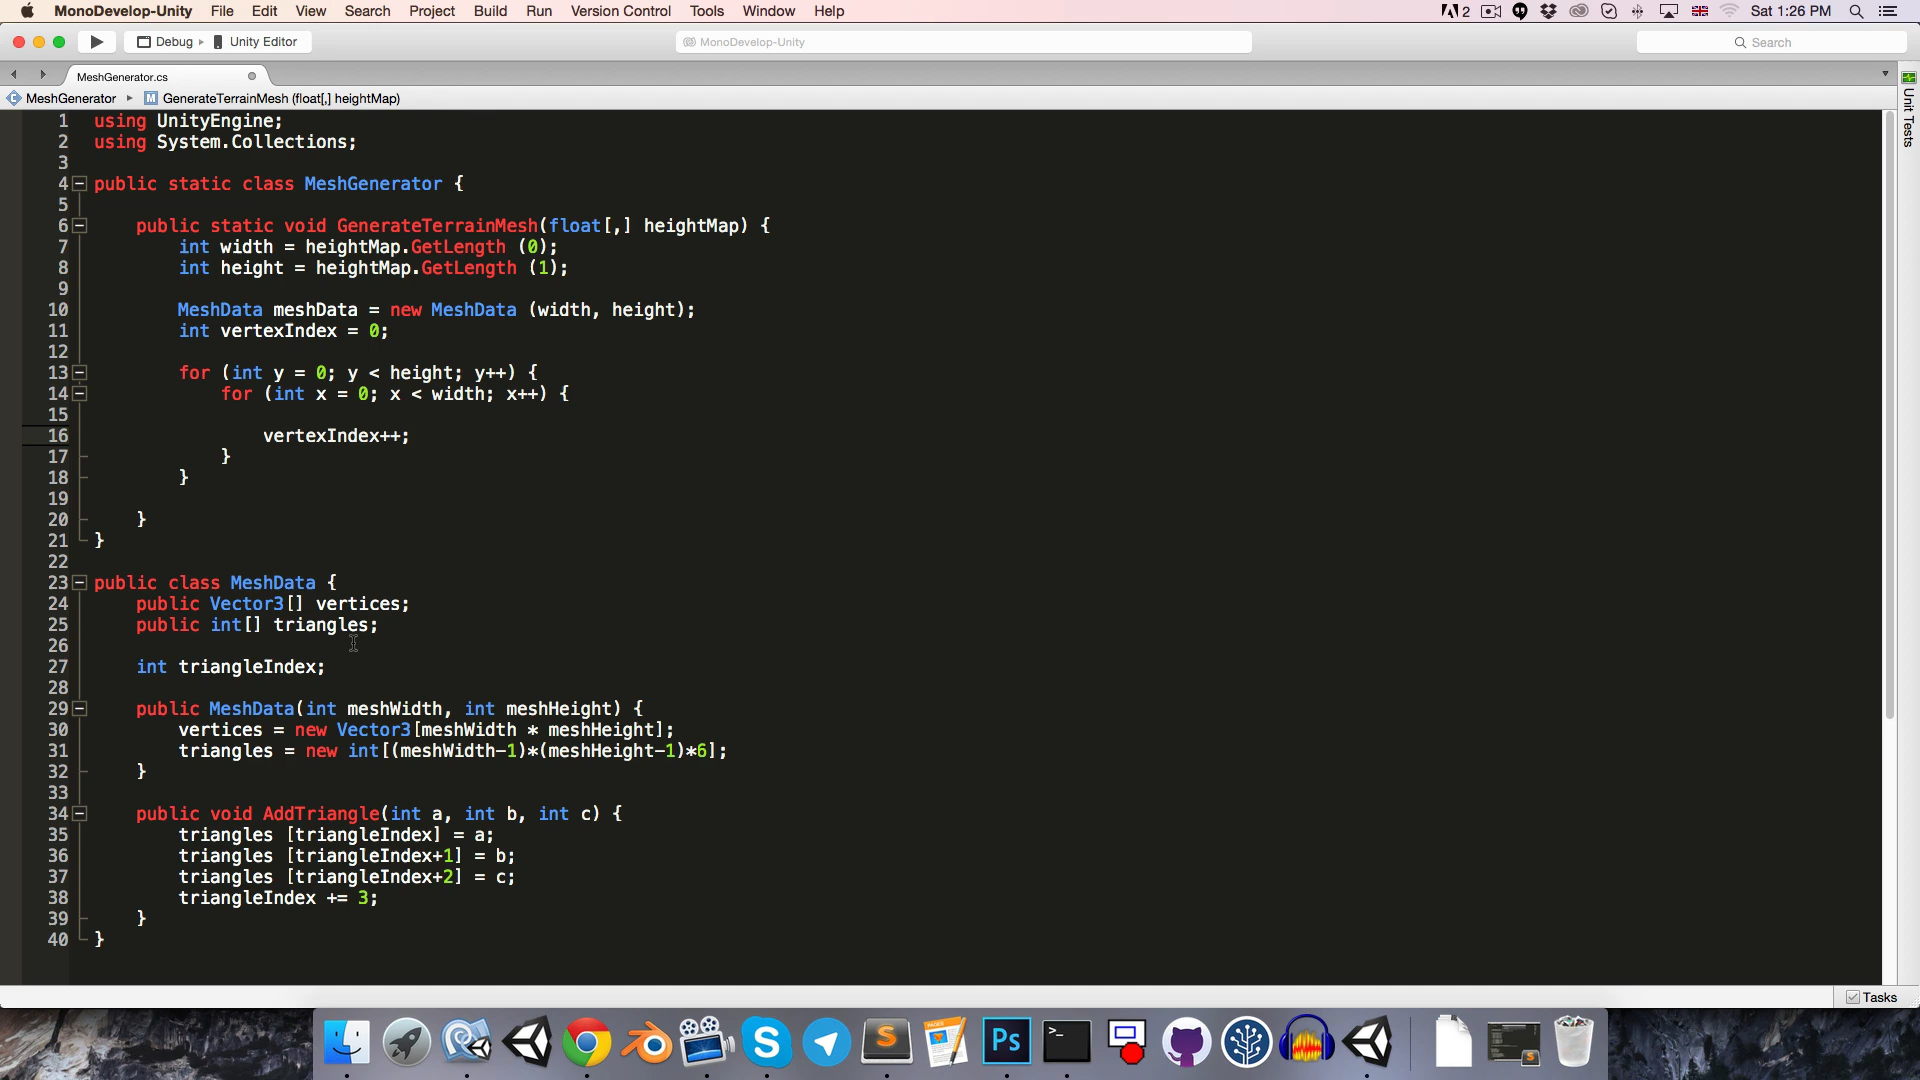 MonoDevelop-Unity File Edit View Search Project Build Run Version Control Tools Window Help
2 Sat 1:26 PM
Debug Unity Editor
MonoDevelop-Unity
Search
MeshGenerator.cs
MeshGenerator GenerateTerrainMesh (float[,] heightMap)
Unit Tests
1 using UnityEngine;
2 using System.Collections;
3
4 public static class MeshGenerator {
5
6 public static void GenerateTerrainMesh(float[,] heightMap) {
7 int width = heightMap.GetLength (0);
8 int height = heightMap.GetLength (1);
9
10 MeshData meshData = new MeshData (width, height);
11 int vertexIndex = 0;
12
13 for (int y = 0; y < height; y++) {
14 for (int x = 0; x < width; x++) {
15
16 vertexIndex++;
17 }
18 }
19
20 }
21 }
22
23 public class MeshData {
24 public Vector3[] vertices;
25 public int[] triangles;
26
27 int triangleIndex;
28
29 public MeshData(int meshWidth, int meshHeight) {
30 vertices = new Vector3[meshWidth * meshHeight];
31 triangles = new int[(meshWidth-1)*(meshHeight-1)*6];
32 }
33
34 public void AddTriangle(int a, int b, int c) {
35 triangles [triangleIndex] = a;
36 triangles [triangleIndex+1] = b;
37 triangles [triangleIndex+2] = c;
38 triangleIndex += 3;
39 }
40 }
Tasks
PAGES
Ps